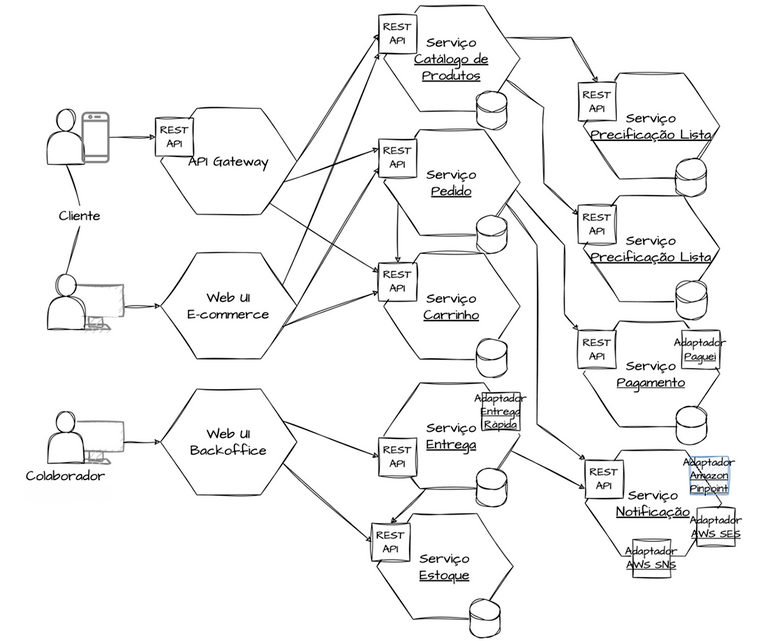 REST
API
Serviço
Catálogo de
Produtos
REST
API
Serviço
Precificação Lista
REST
API
API Gateway
REST
API
Serviço
Pedido
Cliente
REST
API
Serviço
Precificação Lista
Web UI
E-commerce
REST
API
Serviço
Carrinho
REST
API
Serviço
Pagamento
Adaptador
Paguei
Web UI
Backoffice
REST
API
Serviço
Entrega
Adaptador
Entrega
Rápida
Colaborador
REST
API
Serviço
Notificação
Adaptador
Amazon
Pinpoint
Adaptador
AWS SES
Adaptador
AWS SNS
REST
API
Serviço
Estoque